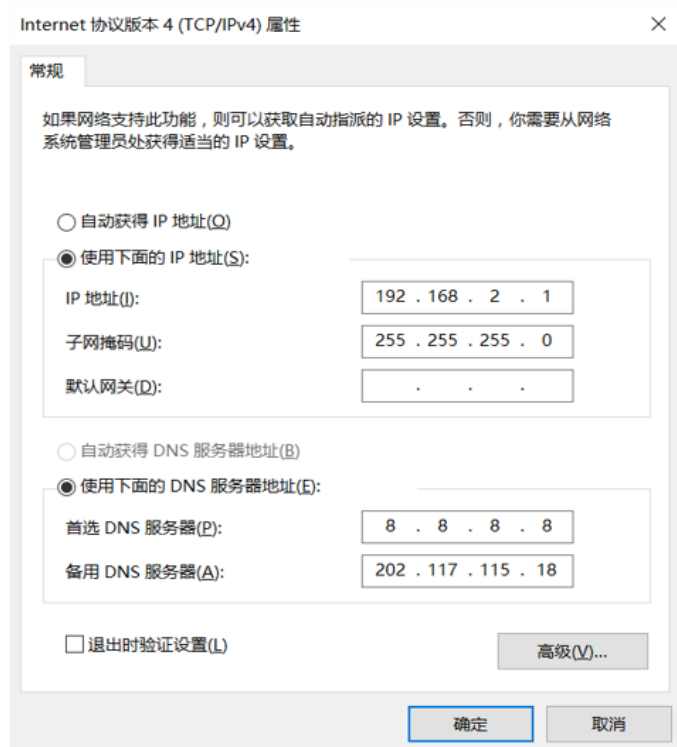 Internet 协议版本 4 (TCP/IPv4) 属性
常规
如果网络支持此功能，则可以获取自动指派的 IP 设置。否则，你需要从网络
系统管理员处获得适当的 IP 设置。
自动获得 IP 地址(O)
使用下面的 IP 地址(S):
IP 地址(I):
192 . 168 . 2 . 1
子网掩码(U):
255 . 255 . 255 . 0
默认网关(D):
. . .
自动获得 DNS 服务器地址(B)
使用下面的 DNS 服务器地址(E):
首选 DNS 服务器(P):
8 . 8 . 8 . 8
备用 DNS 服务器(A):
202 . 117 . 115 . 18
退出时验证设置(L)
高级(V)...
确定
取消